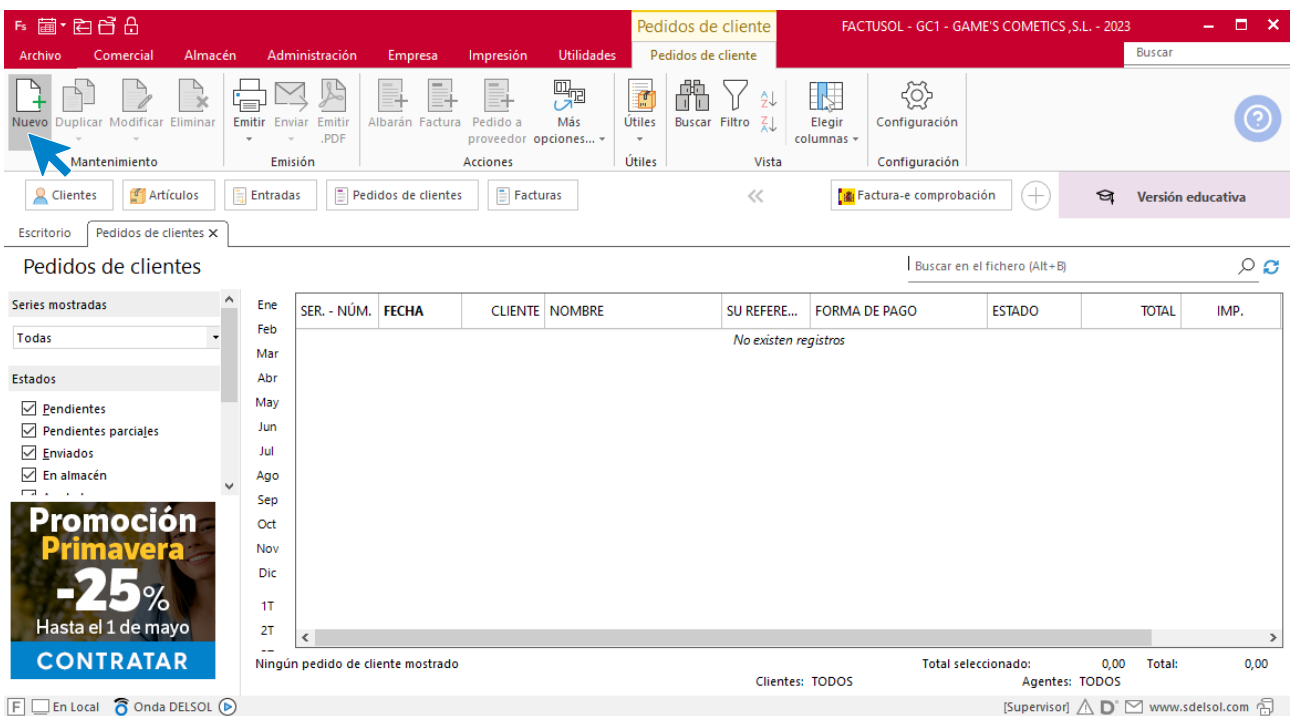 Fs
Pedidos de cliente
FACTUSOL - GC1 - GAME'S COMETICS ,S.L. - 2023
Archivo Comercial Almacén Administración Empresa Impresión Utilidades Pedidos de cliente Buscar
Nuevo Duplicar Modificar Eliminar Emitir Enviar Emitir .PDF Albarán Factura Pedido a proveedor Más opciones... Útiles Buscar Filtro Elegir columnas Configuración
Mantenimiento Emisión Acciones Útiles Vista Configuración
Clientes Artículos Entradas Pedidos de clientes Facturas Factura-e comprobación Versión educativa
Escritorio Pedidos de clientes X
Pedidos de clientes
Buscar en el fichero (Alt+B)
Series mostradas
Todas
Estados
Pendientes
Pendientes parciales
Enviados
En almacén
Promoción
Primavera
-25%
Hasta el 1 de mayo
CONTRATAR
Ene
Feb
Mar
Abr
May
Jun
Jul
Ago
Sep
Oct
Nov
Dic
1T
2T
SER. - NÚM. FECHA CLIENTE NOMBRE SU REFERE... FORMA DE PAGO ESTADO TOTAL IMP.
No existen registros
Ningún pedido de cliente mostrado
Total seleccionado: 0,00 Total: 0,00
Clientes: TODOS Agentes: TODOS
F En Local Onda DELSOL [Supervisor] D www.sdelsol.com